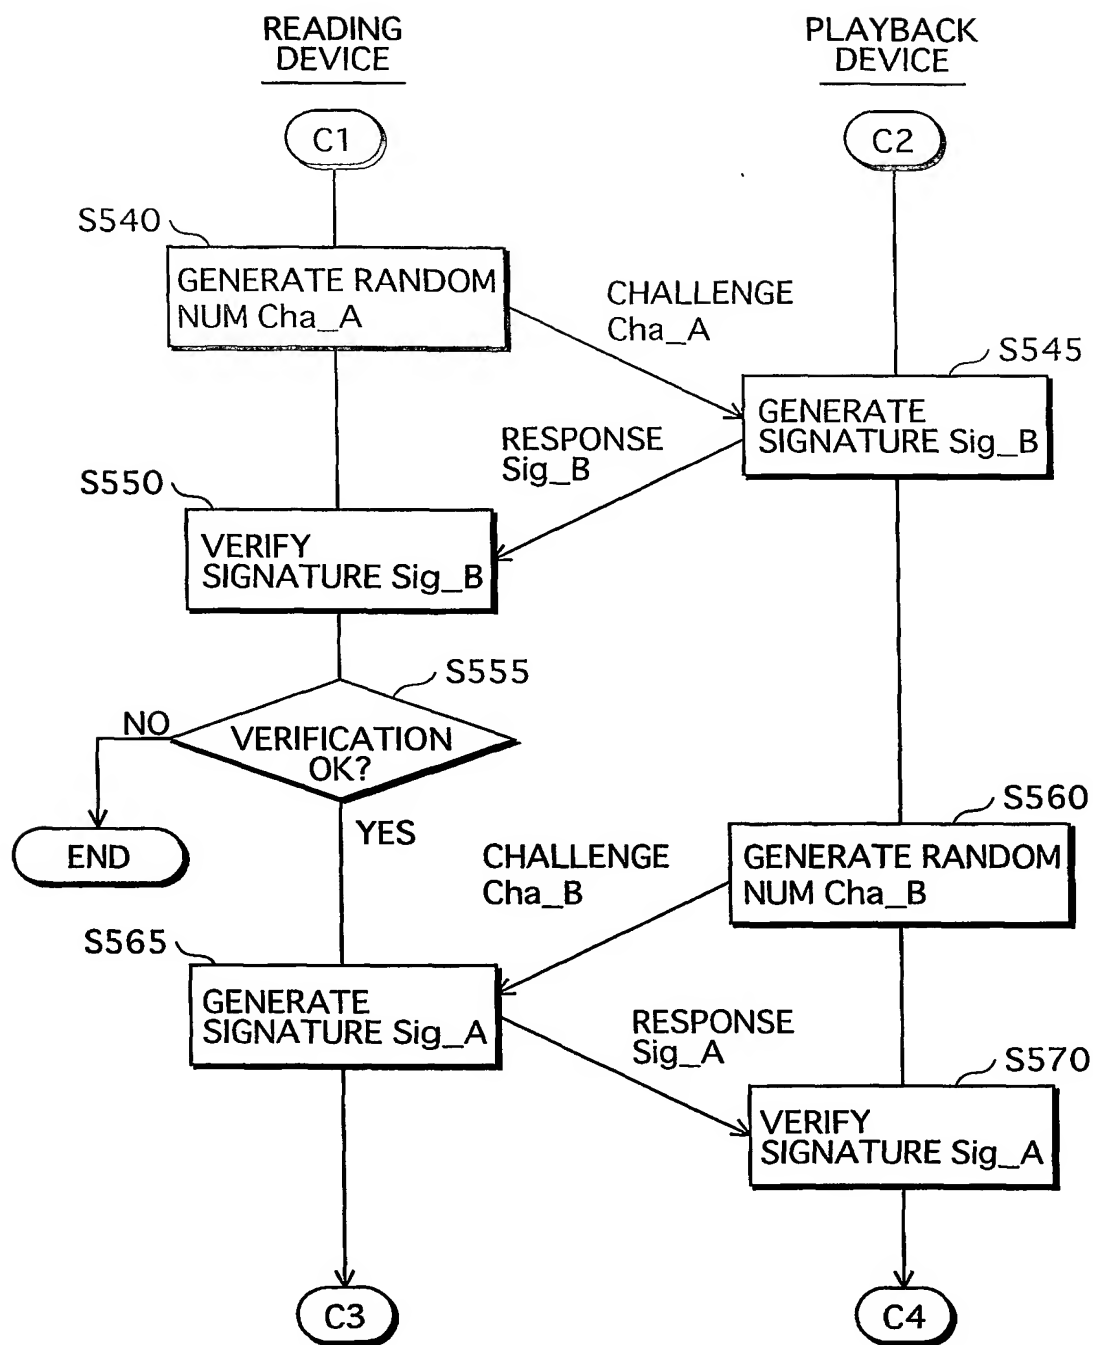 READING
DEVICE
PLAYBACK
DEVICE
C1
C2
S540
GENERATE RANDOM
NUM Cha_A
CHALLENGE
Cha_A
S545
GENERATE
SIGNATURE Sig_B
RESPONSE
Sig_B
S550
VERIFY
SIGNATURE Sig_B
S555
NO
VERIFICATION
OK?
YES
END
S560
GENERATE RANDOM
NUM Cha_B
CHALLENGE
Cha_B
S565
GENERATE
SIGNATURE Sig_A
RESPONSE
Sig_A
S570
VERIFY
SIGNATURE Sig_A
C3
C4